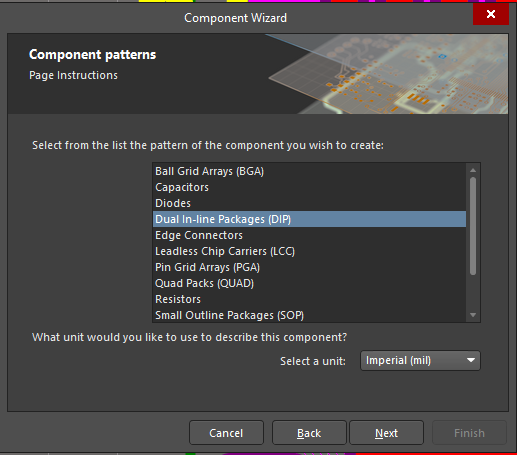 Component Wizard
Component patterns
Page Instructions
Select from the list the pattern of the component you wish to create:
Ball Grid Arrays (BGA)
Capacitors
Diodes
Dual In-line Packages (DIP)
Edge Connectors
Leadless Chip Carriers (LCC)
Pin Grid Arrays (PGA)
Quad Packs (QUAD)
Resistors
Small Outline Packages (SOP)
What unit would you like to use to describe this component?
Select a unit: Imperial (mil)
Cancel Back Next Finish